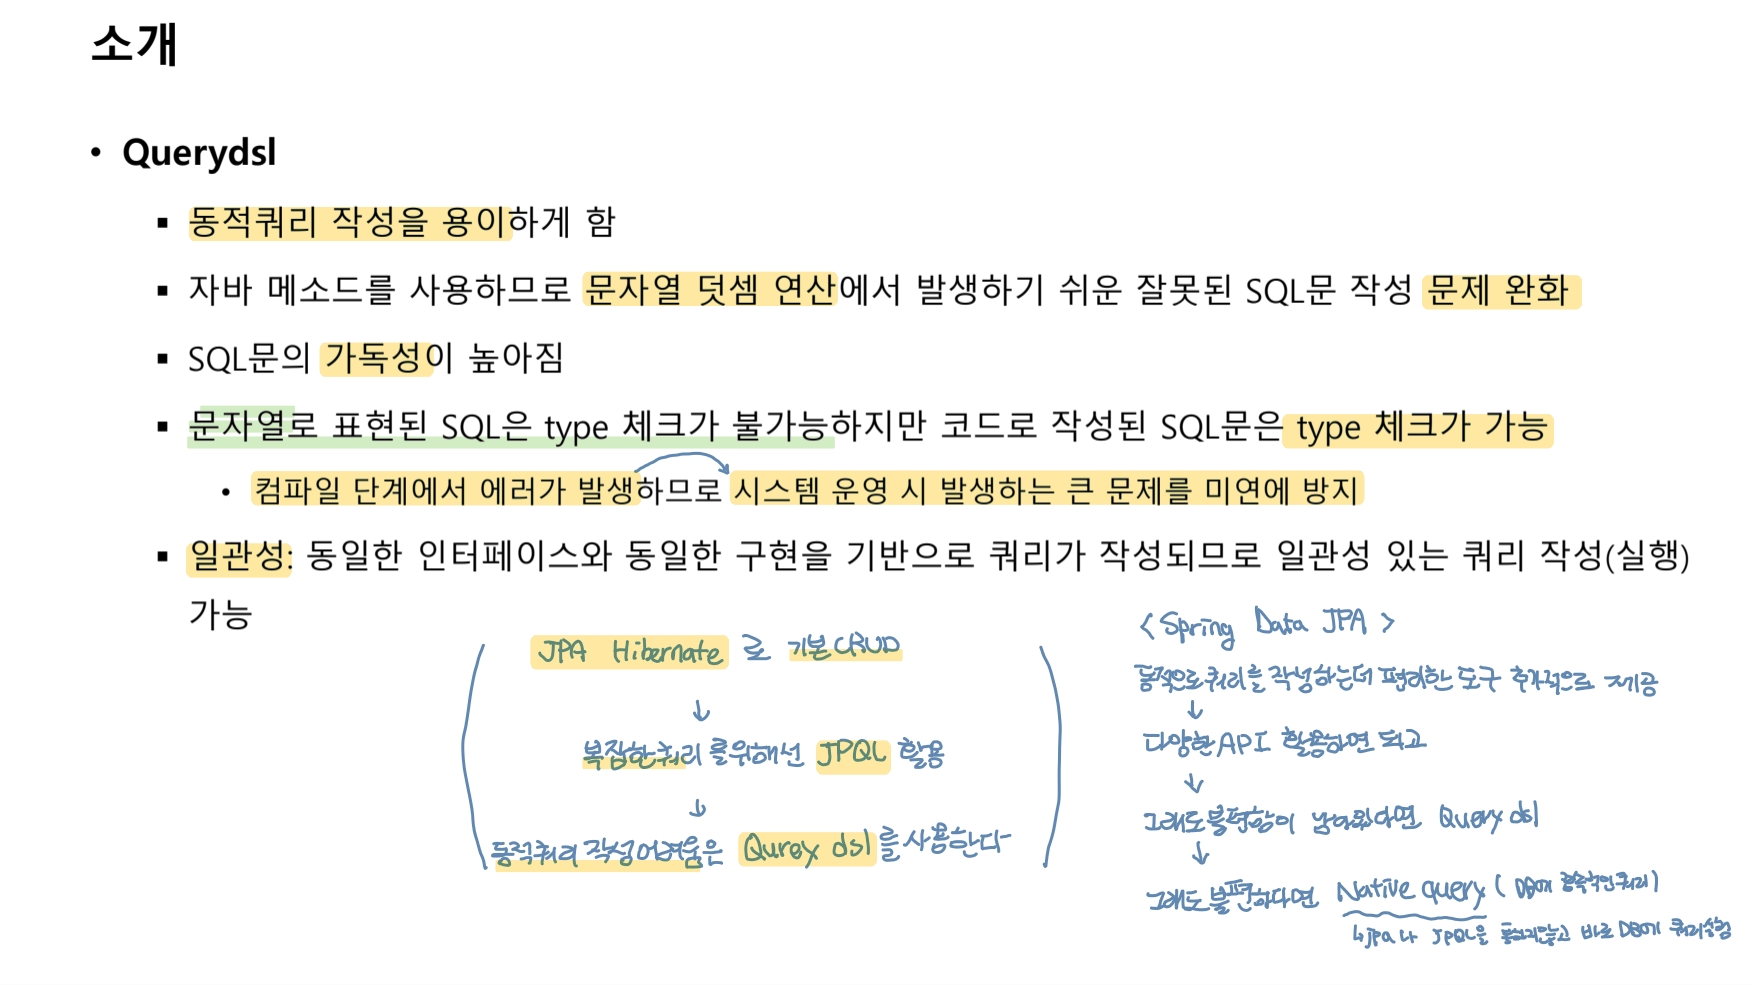 소개
• Querydsl
▪ 동적쿼리 작성을 용이하게 함
▪ 자바 메소드를 사용하므로 문자열 덧셈 연산에서 발생하기 쉬운 잘못된 SQL문 작성 문제 완화
▪ SQL문의 가독성이 높아짐
▪ 문자열로 표현된 SQL은 type 체크가 불가능하지만 코드로 작성된 SQL문은 type 체크가 가능
• 컴파일 단계에서 에러가 발생하므로 시스템 운영 시 발생하는 큰 문제를 미연에 방지
▪ 일관성: 동일한 인터페이스와 동일한 구현을 기반으로 쿼리가 작성되므로 일관성 있는 쿼리 작성(실행)
가능
JPA Hibernate 로 기본 CRUD
↓
복잡한 쿼리 를위해선 JPQL 활용
↓
동적쿼리 작성어려움은 Qurey dsl를 사용한다
< Spring Data JPA >
동적으로 쿼리를 작성하는데 편리한 도구 추가적으로 제공
↓
다양한 API 활용하면 되고
↓
그래도 불편함이 남아있다면 Query dsl
↓
그래도 불편하다면 Native query ( DB에 종속적인 쿼리 )
↳ jpa나 JPQL을 통하지않고 바로 DB에 쿼리실행